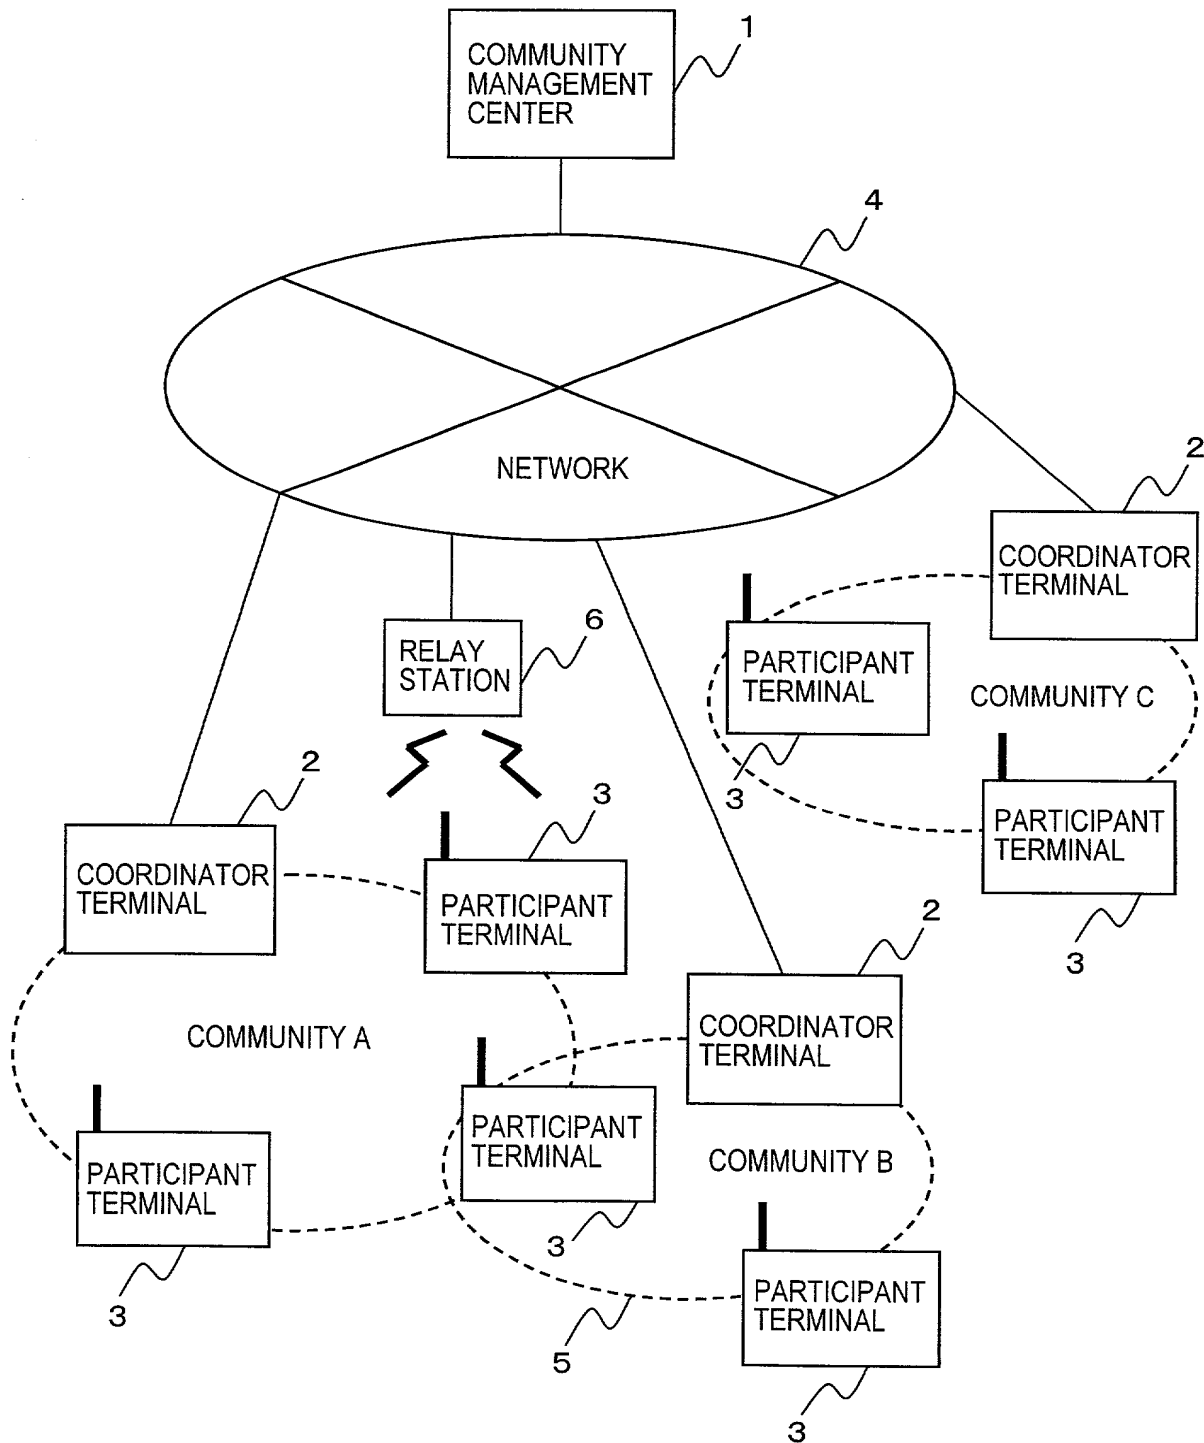 1
COMMUNITY
MANAGEMENT
CENTER
4
NETWORK
2
COORDINATOR
TERMINAL
6
RELAY
STATION
PARTICIPANT
TERMINAL
COMMUNITY C
3
2
3
PARTICIPANT
TERMINAL
COORDINATOR
TERMINAL
PARTICIPANT
TERMINAL
2
3
COORDINATOR
TERMINAL
COMMUNITY A
PARTICIPANT
TERMINAL
COMMUNITY B
PARTICIPANT
TERMINAL
3
3
PARTICIPANT
TERMINAL
5
3